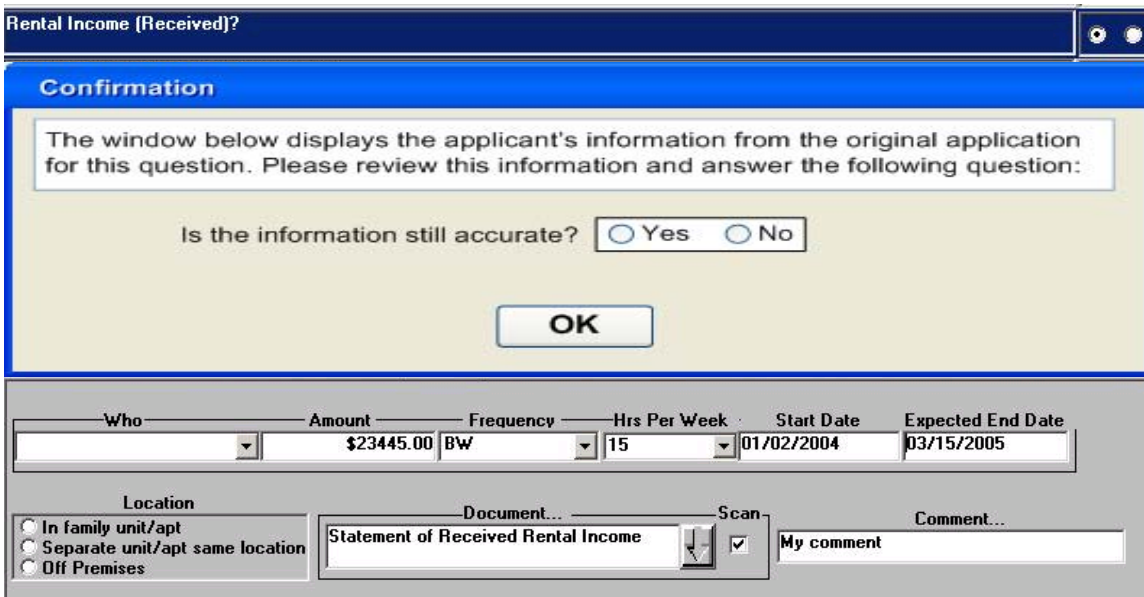 Rental Income (Received)?
Confirmation
The window below displays the applicant's information from the original application
for this question. Please review this information and answer the following question:
Is the information still accurate? Yes No
OK
Who Amount Frequency Hrs Per Week Start Date Expected End Date
$23445.00 BW 15 01/02/2004 03/15/2005
Location Document... Scan Comment...
In family unit/apt Statement of Received Rental Income My comment
Separate unit/apt same location
Off Premises